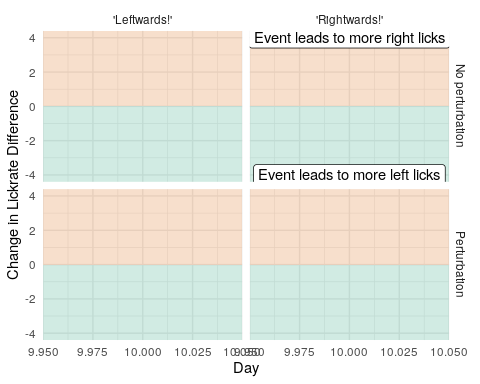 'Leftwards!' 'Rightwards!'
Event leads to more right licks
4
2
0
-2
-4
No perturbation
Event leads to more left licks
4
2
0
-2
-4
Perturbation
Change in Lickrate Difference
9.950 9.975 10.000 10.025 10.050 9.950 9.975 10.000 10.025 10.050
Day